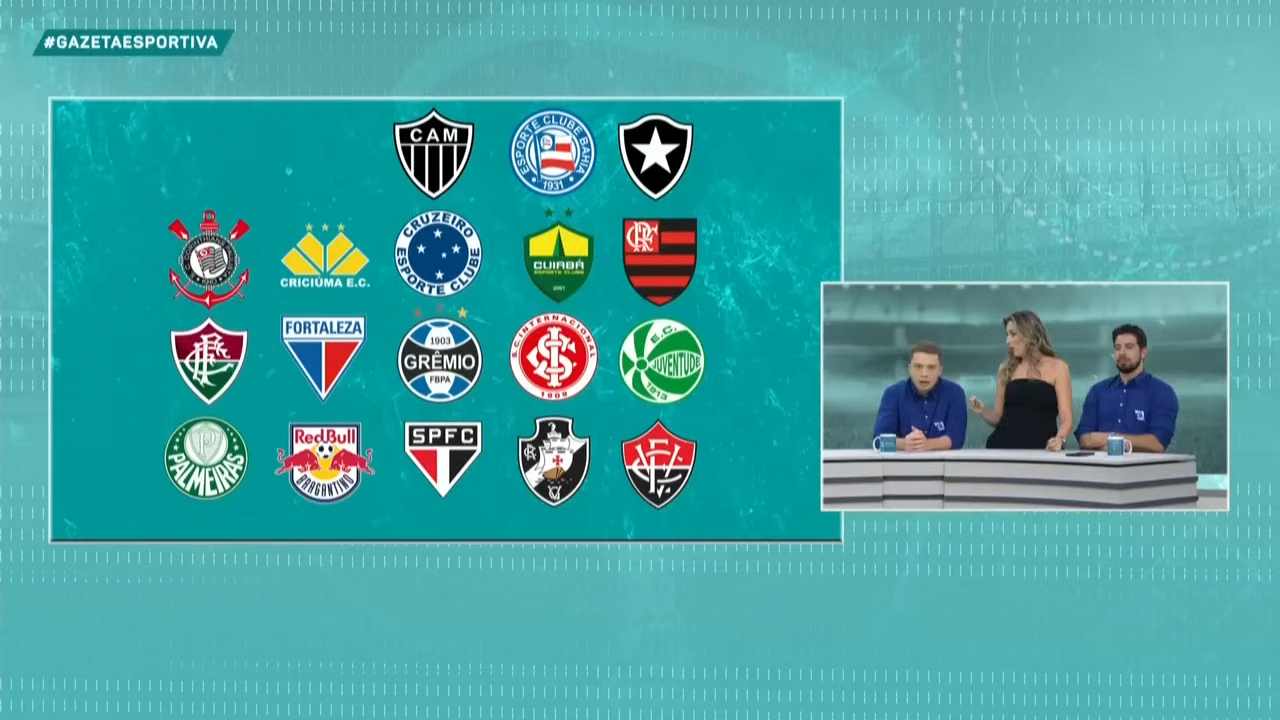 #GAZETAESPORTIVA
CAM
ESPORTE CLUBE BAHIA
1931
CRICIÚMA E.C.
CRUZEIRO
ESPORTE CLUBE
CUIABÁ
ESPORTE CLUBE
2001
FORTALEZA
1903
GRÊMIO
FBPA
S.C. INTERNACIONAL
1909
E.C.
JUVENTUDE
1913
PALMEIRAS
Red Bull
BRAGANTINO
SPFC